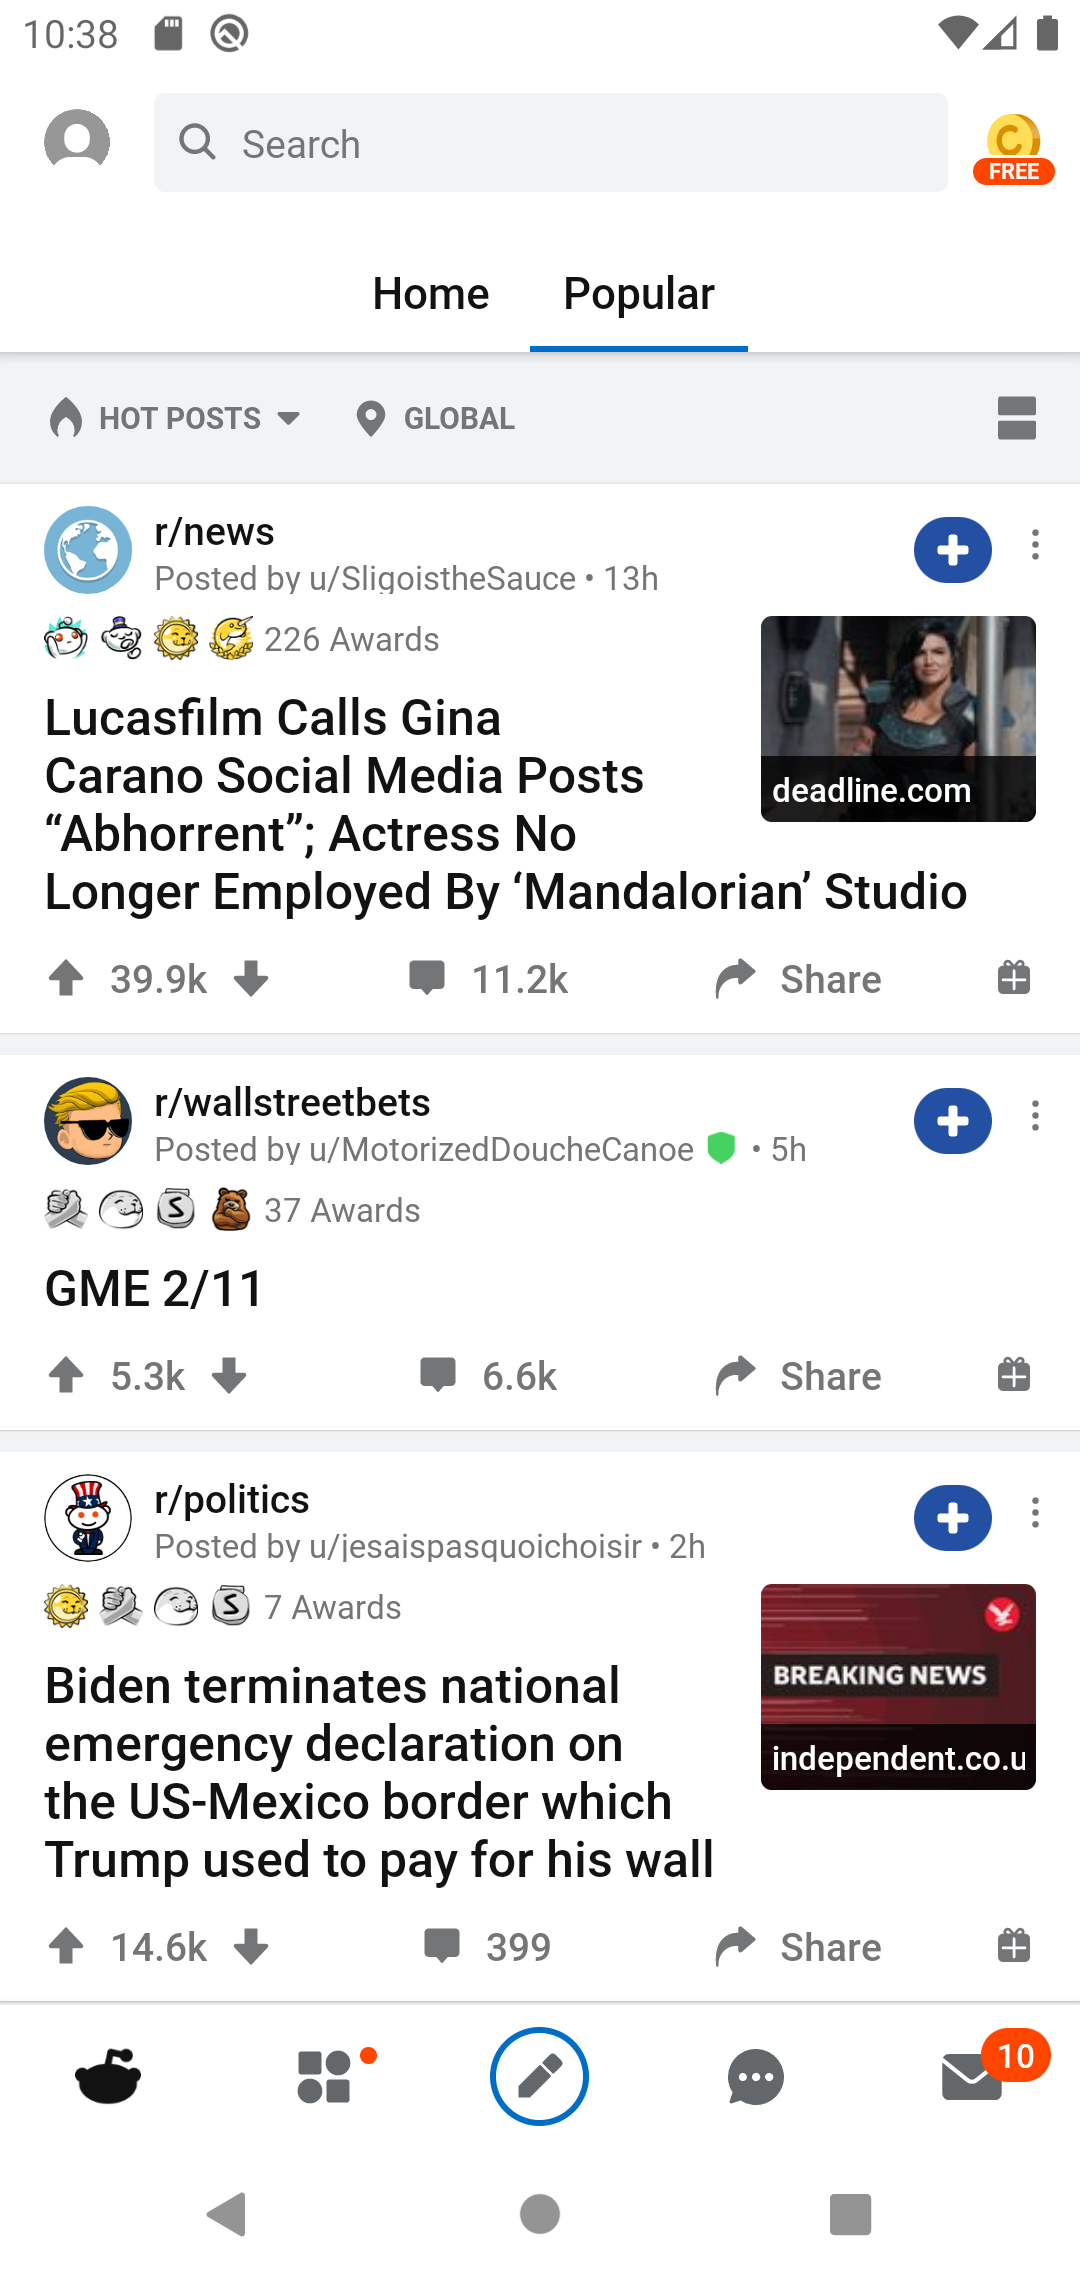 10:38
Search
FREE
Home Popular
HOT POSTS GLOBAL
r/news
Posted by u/SligoistheSauce • 13h
226 Awards
Lucasfilm Calls Gina
Carano Social Media Posts
“Abhorrent”; Actress No
Longer Employed By ‘Mandalorian’ Studio
deadline.com
39.9k 11.2k Share
r/wallstreetbets
Posted by u/MotorizedDoucheCanoe • 5h
37 Awards
GME 2/11
5.3k 6.6k Share
r/politics
Posted by u/jesaispasquoichoisir • 2h
7 Awards
Biden terminates national
emergency declaration on
the US-Mexico border which
Trump used to pay for his wall
BREAKING NEWS
independent.co.u
14.6k 399 Share
10